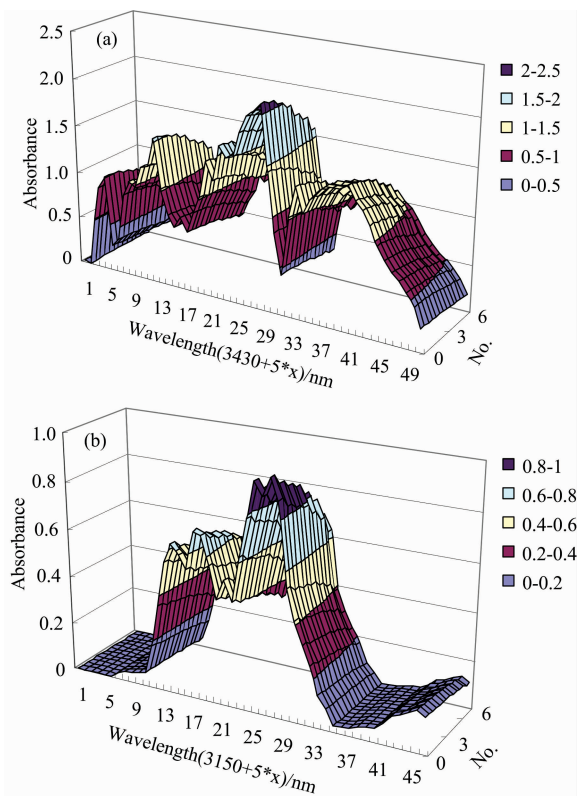 (a)
2.5
2.0
1.5
1.0
0.5
0
Absorbance
1 5 9 13 17 21 25 29 33 37 41 45 49
Wavelength(3430+5*x)/nm
0 3 6
No.
2-2.5
1.5-2
1-1.5
0.5-1
0-0.5
(b)
1.0
0.8
0.6
0.4
0.2
0
Absorbance
1 5 9 13 17 21 25 29 33 37 41 45
Wavelength(3150+5*x)/nm
0 3 6
No.
0.8-1
0.6-0.8
0.4-0.6
0.2-0.4
0-0.2